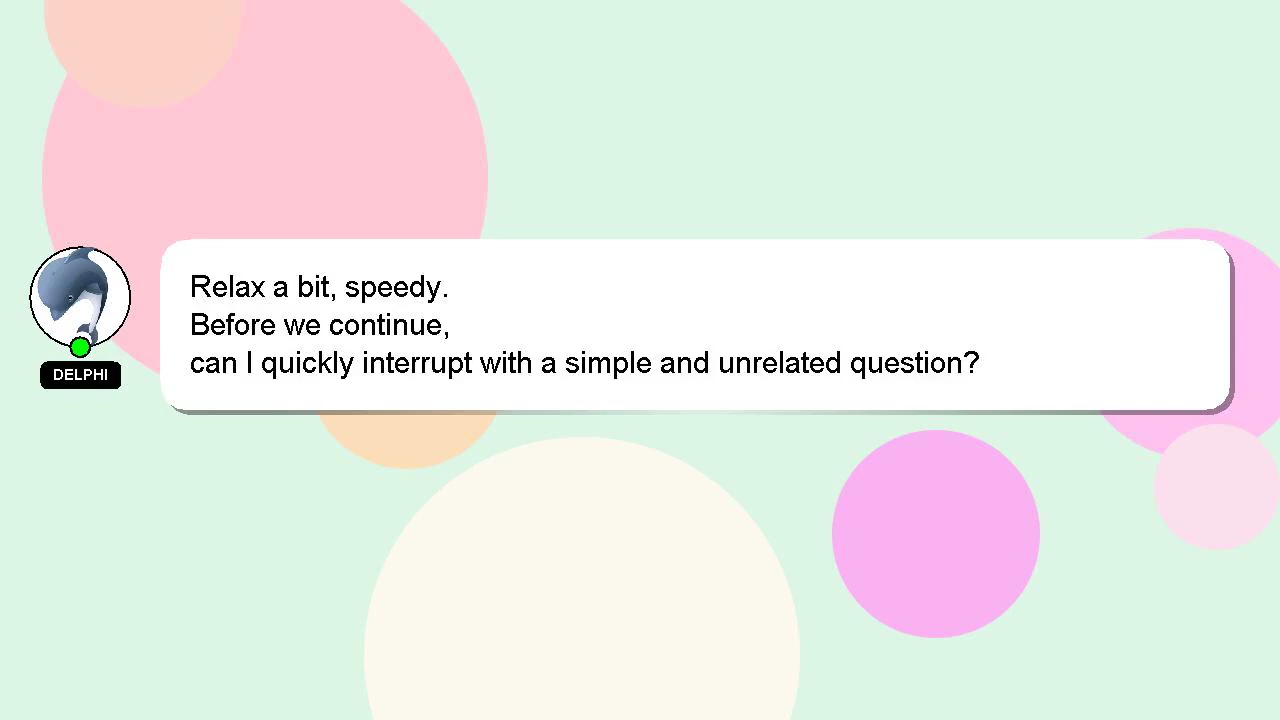 Relax a bit, speedy.
Before we continue,
can I quickly interrupt with a simple and unrelated question?
DELPHI